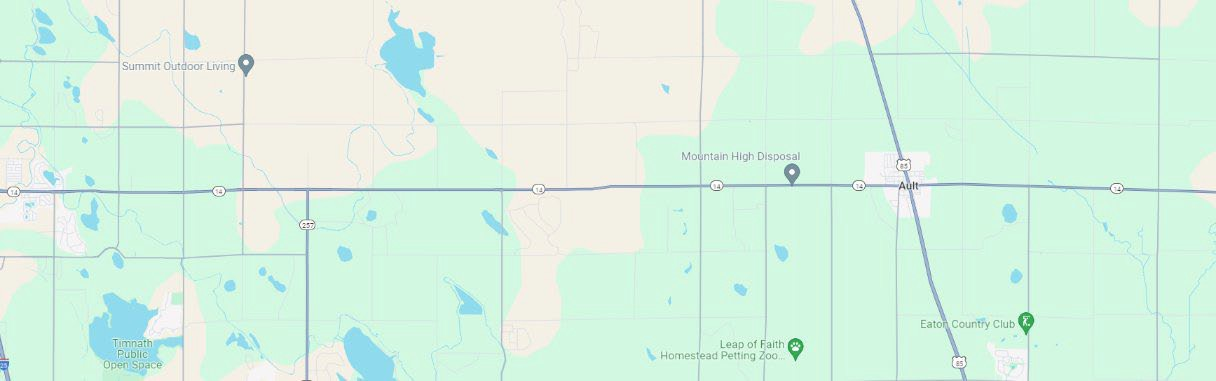 Summit Outdoor Living
Mountain High Disposal
85
14
14
14
14
14
Ault
14
257
Eaton Country Club
Timnath
Public
Open Space
Leap of Faith
Homestead Petting Zoo...
25
85